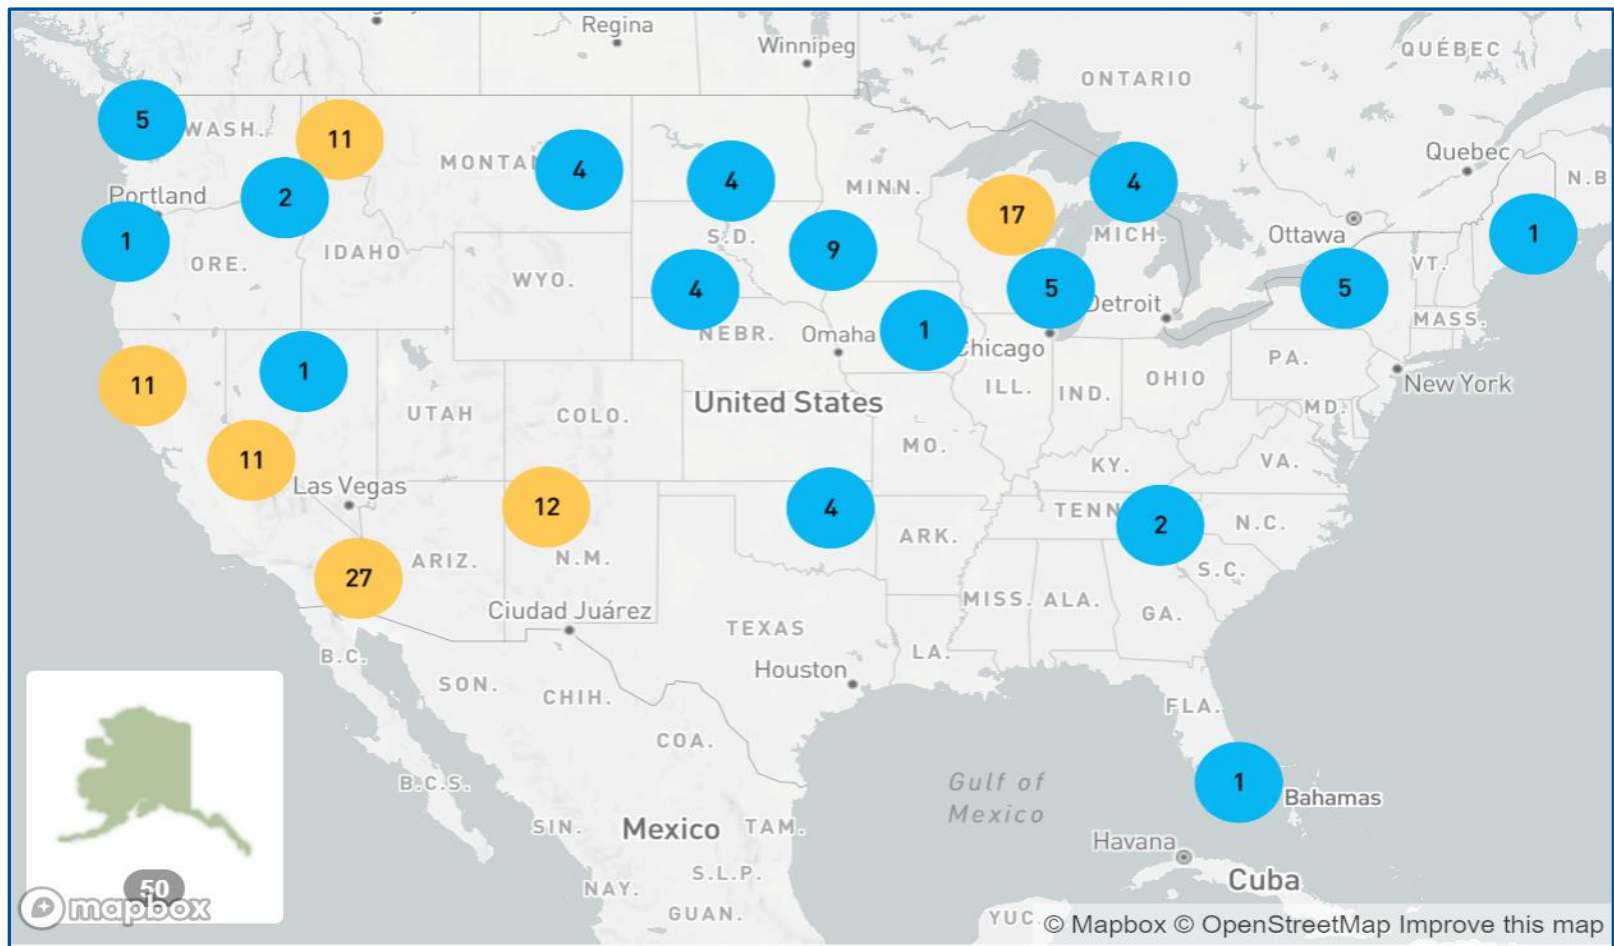 Regina
Winnipeg
QUÉBEC
ONTARIO
5
WASH.
11
Quebec
MONTA
4
4
MINN.
4
N.B
Portland
2
17
1
S.D.
9
MICH.
Ottawa
1
ORE.
IDAHO
VT.
WYO.
4
5
Detroit
5
NEBR.
Omaha
1
Chicago
MASS.
PA.
11
1
ILL.
IND.
OHIO
New York
UTAH
COLO.
United States
MD.
11
MO.
KY.
VA.
Las Vegas
12
4
TENN
2
N.C.
ARIZ.
N.M.
ARK.
27
S.C.
Ciudad Juárez
MISS.
ALA.
GA.
TEXAS
B.C.
LA.
Houston
SON.
CHIH.
FLA.
COA.
B.C.S.
Gulf of
Mexico
1
Bahamas
SIN.
Mexico
TAM.
Havana
50
NAY.
S.L.P.
Cuba
mapbox
GUAN.
YUC.
© Mapbox © OpenStreetMap Improve this map